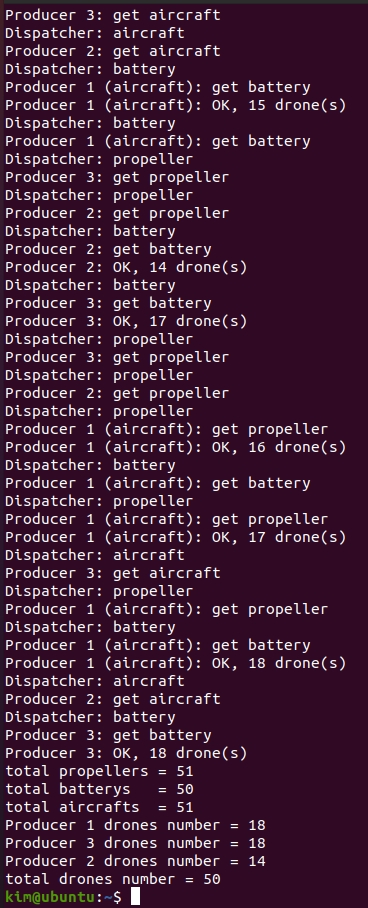 Producer 3: get aircraft
Dispatcher: aircraft
Producer 2: get aircraft
Dispatcher: battery
Producer 1 (aircraft): get battery
Producer 1 (aircraft): OK, 15 drone(s)
Dispatcher: battery
Producer 1 (aircraft): get battery
Dispatcher: propeller
Producer 3: get propeller
Dispatcher: propeller
Producer 2: get propeller
Dispatcher: battery
Producer 2: get battery
Producer 2: OK, 14 drone(s)
Dispatcher: battery
Producer 3: get battery
Producer 3: OK, 17 drone(s)
Dispatcher: propeller
Producer 3: get propeller
Dispatcher: propeller
Producer 2: get propeller
Dispatcher: propeller
Producer 1 (aircraft): get propeller
Producer 1 (aircraft): OK, 16 drone(s)
Dispatcher: battery
Producer 1 (aircraft): get battery
Dispatcher: propeller
Producer 1 (aircraft): get propeller
Producer 1 (aircraft): OK, 17 drone(s)
Dispatcher: aircraft
Producer 3: get aircraft
Dispatcher: propeller
Producer 1 (aircraft): get propeller
Dispatcher: battery
Producer 1 (aircraft): get battery
Producer 1 (aircraft): OK, 18 drone(s)
Dispatcher: aircraft
Producer 2: get aircraft
Dispatcher: battery
Producer 3: get battery
Producer 3: OK, 18 drone(s)
total propellers = 51
total batterys   = 50
total aircrafts  = 51
Producer 1 drones number = 18
Producer 3 drones number = 18
Producer 2 drones number = 14
total drones number = 50
kim@ubuntu:~$